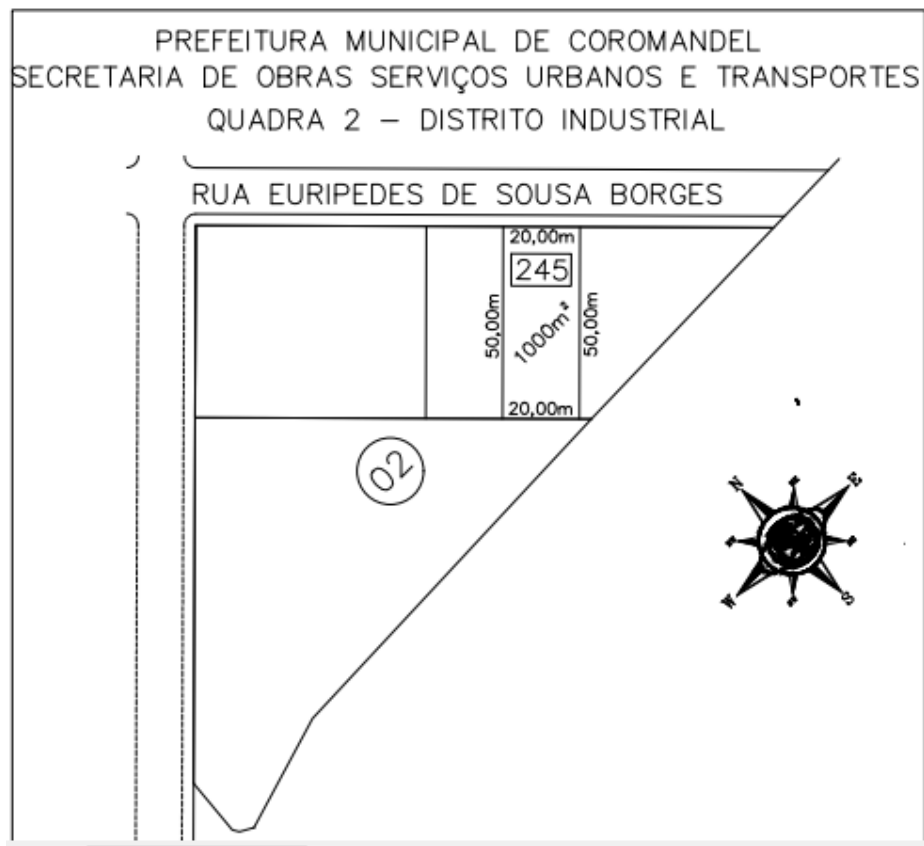 PREFEITURA MUNICIPAL DE COROMANDEL
SECRETARIA DE OBRAS SERVIÇOS URBANOS E TRANSPORTES
QUADRA 2 – DISTRITO INDUSTRIAL
RUA EURIPEDES DE SOUSA BORGES
20,00m
245
50,00m
1000m²
50,00m
20,00m
02
N
E
W
S